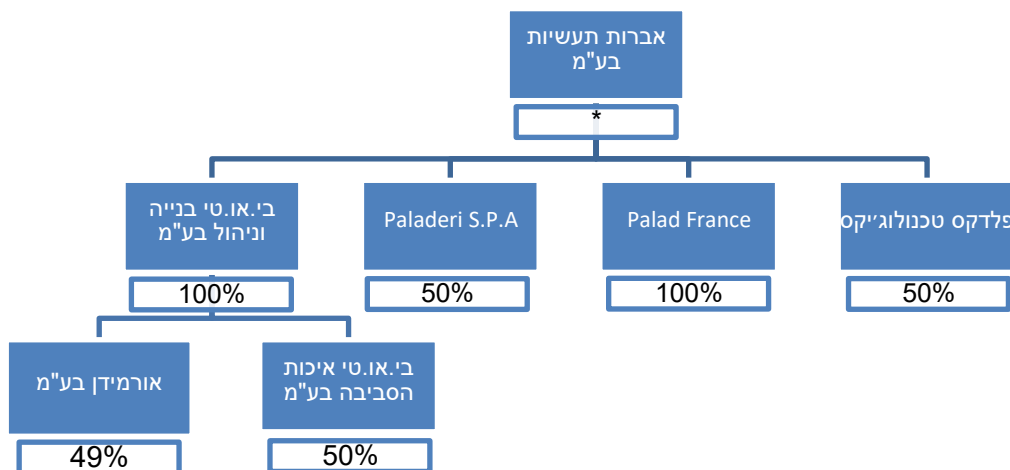 אברות תעשיות
בע"מ
*
פלדקס טכנולוג׳יקס
50%
Palad France
100%
Paladeri S.P.A
50%
בי.או.טי בנייה
וניהול בע"מ
100%
בי.או.טי איכות
הסביבה בע"מ
50%
אורמידן בע"מ
49%